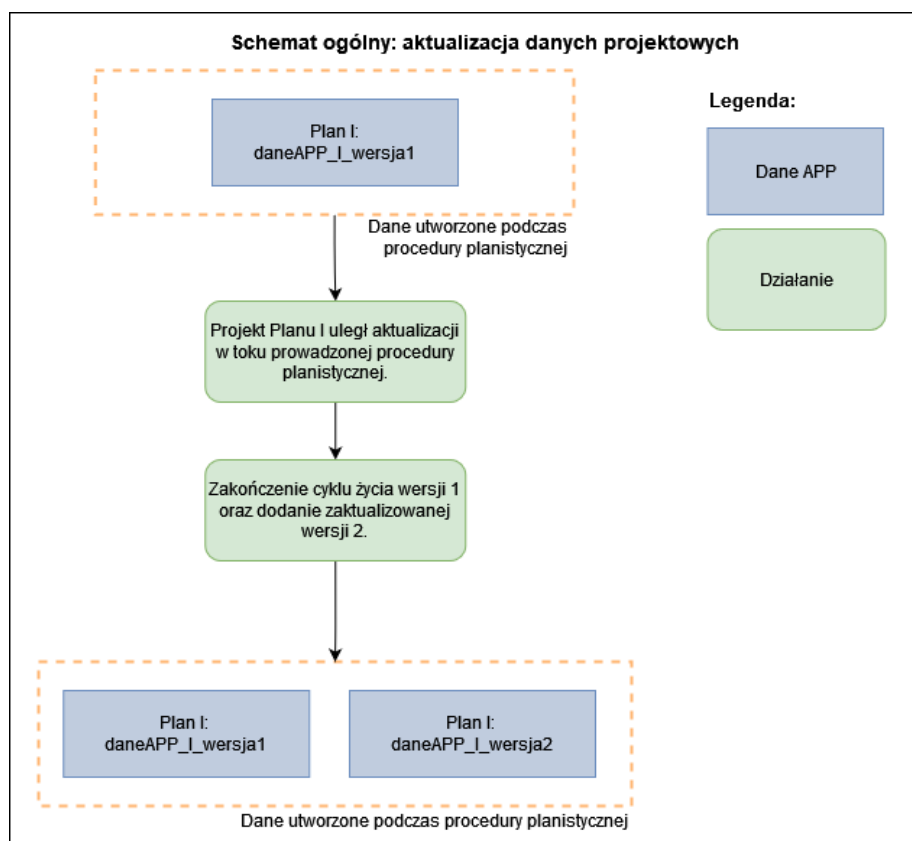 Schemat ogólny: aktualizacja danych projektowych
Plan I:
daneAPP_I_wersja1
Legenda:
Dane APP
Działanie
Dane utworzone podczas
procedury planistycznej
Projekt Planu I uległ aktualizacji
w toku prowadzonej procedury
planistycznej.
Zakończenie cyklu życia wersji 1
oraz dodanie zaktualizowanej
wersji 2.
Plan I:
daneAPP_I_wersja1
Plan I:
daneAPP_I_wersja2
Dane utworzone podczas procedury planistycznej